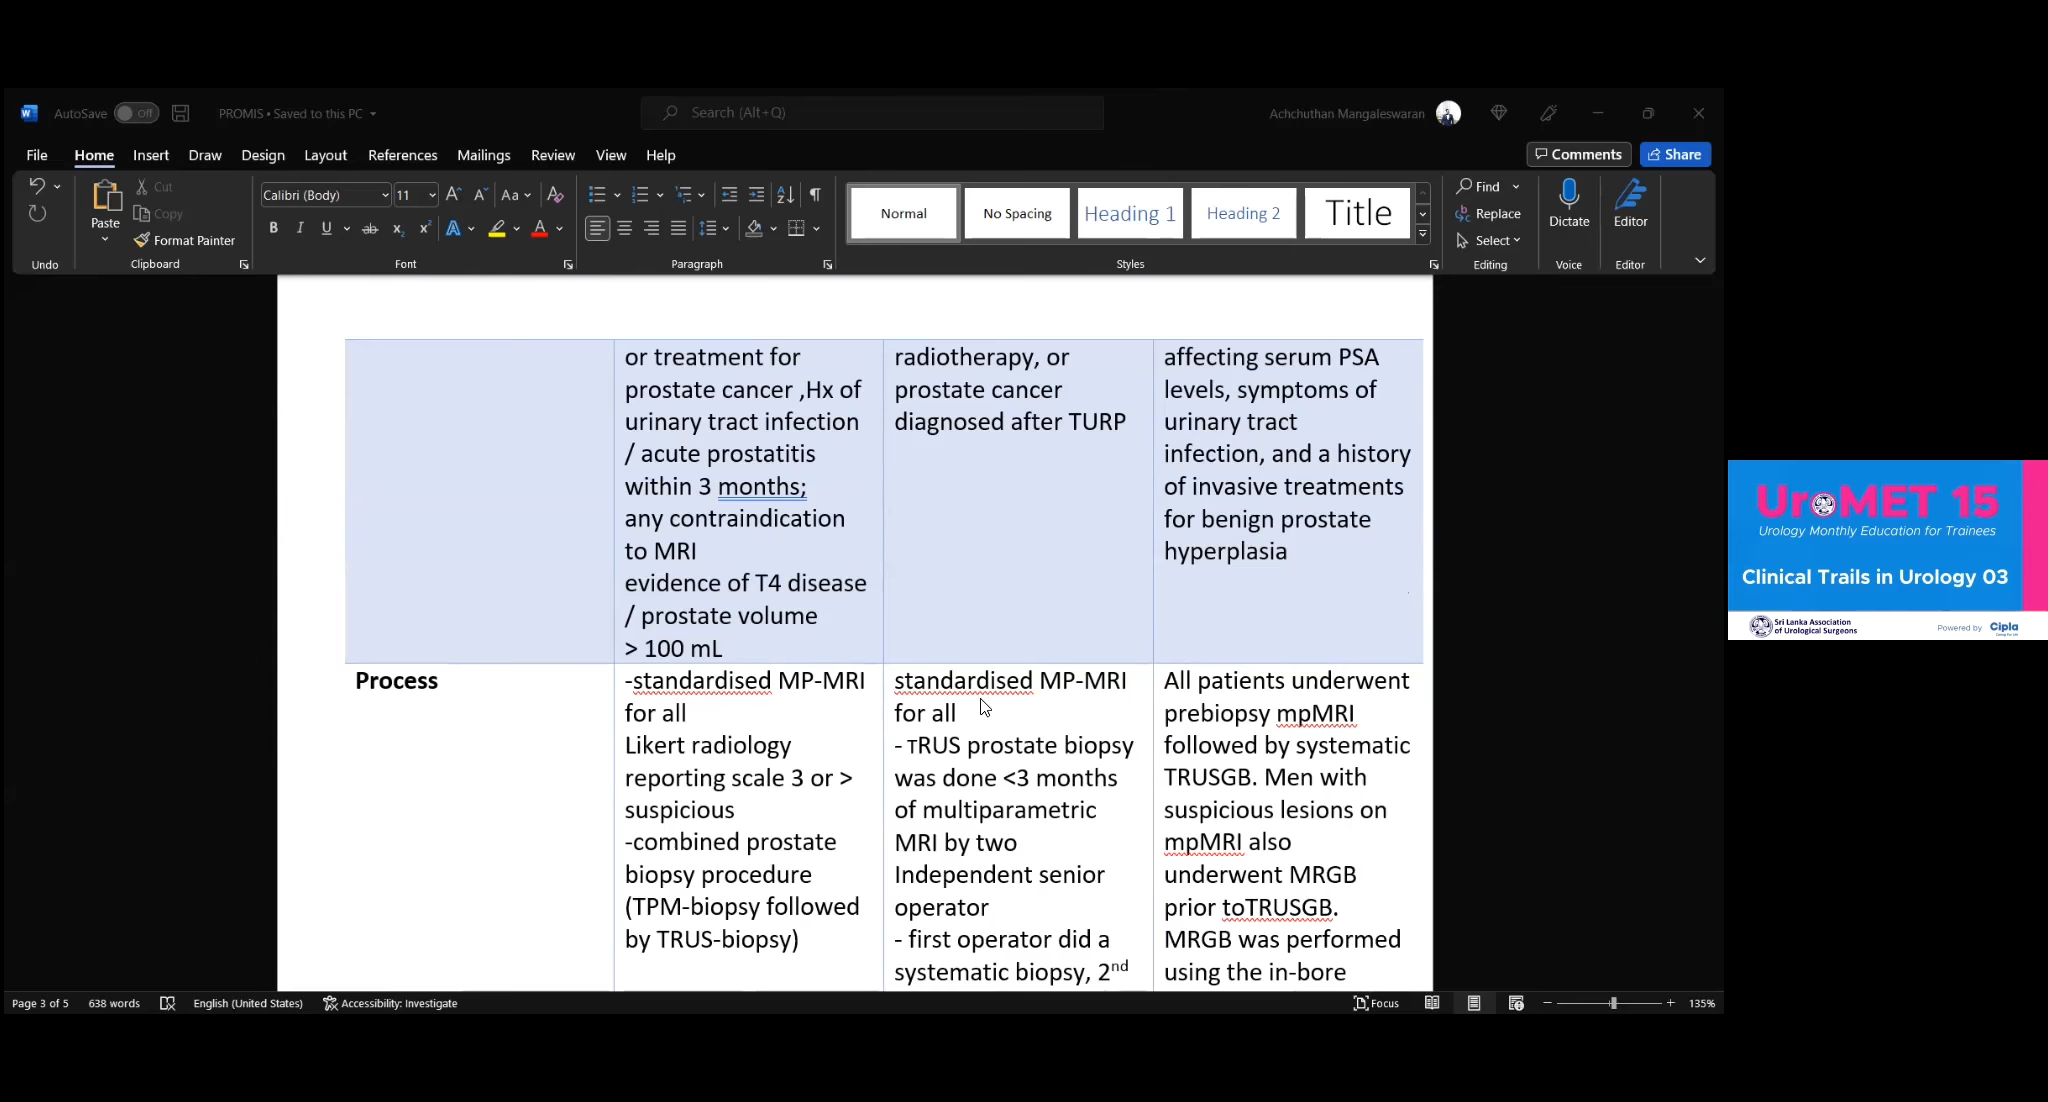 AutoSave Off PROMIS • Saved to this PC Search (Alt+Q) Achchuthan Mangaleswaran
File Home Insert Draw Design Layout References Mailings Review View Help Comments Share
Cut
Copy
Paste
Format Painter
Calibri (Body) 11
Aa
B I U ab x₂ x² A A
Normal No Spacing Heading 1 Heading 2 Title
Find
Replace
Select
Dictate Editor
Undo Clipboard Font Paragraph Styles Editing Voice Editor
or treatment for
prostate cancer ,Hx of
urinary tract infection
/ acute prostatitis
within 3 months;
any contraindication
to MRI
evidence of T4 disease
/ prostate volume
> 100 mL
radiotherapy, or
prostate cancer
diagnosed after TURP
affecting serum PSA
levels, symptoms of
urinary tract
infection, and a history
of invasive treatments
for benign prostate
hyperplasia
Process
-standardised MP-MRI
for all
Likert radiology
reporting scale 3 or >
suspicious
-combined prostate
biopsy procedure
(TPM-biopsy followed
by TRUS-biopsy)
standardised MP-MRI
for all
- TRUS prostate biopsy
was done <3 months
of multiparametric
MRI by two
Independent senior
operator
- first operator did a
systematic biopsy, 2nd
All patients underwent
prebiopsy mpMRI
followed by systematic
TRUSGB. Men with
suspicious lesions on
mpMRI also
underwent MRGB
prior toTRUSGB.
MRGB was performed
using the in-bore
Page 3 of 5 638 words English (United States) Accessibility: Investigate Focus 135%
UroMET 15
Urology Monthly Education for Trainees
Clinical Trails in Urology 03
Sri Lanka Association
of Urological Surgeons
Powered by Cipla